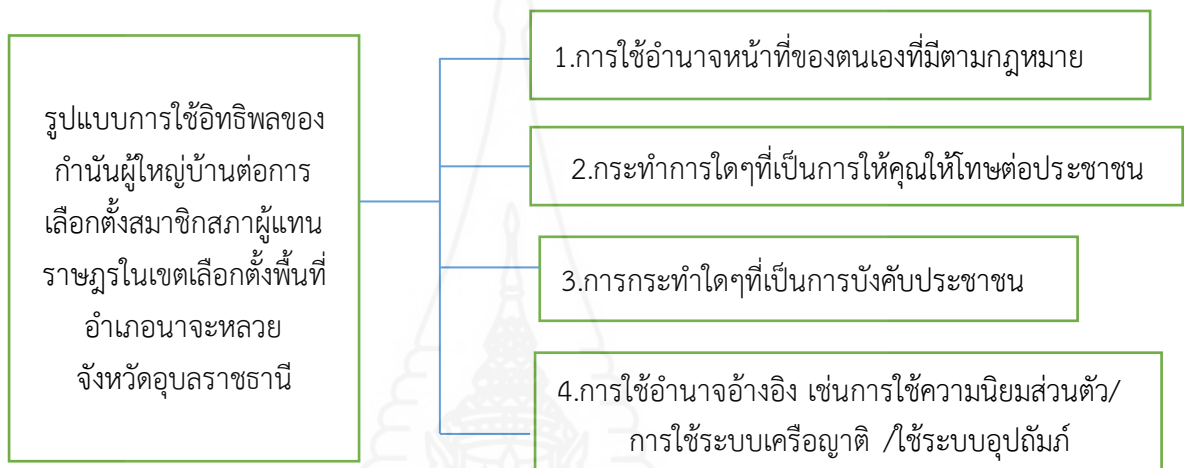 รูปแบบการใช้อิทธิพลของ
กำนันผู้ใหญ่บ้านต่อการ
เลือกตั้งสมาชิกสภาผู้แทน
ราษฎรในเขตเลือกตั้งพื้นที่
อำเภอนาจะหลวย
จังหวัดอุบลราชธานี
1.การใช้อำนาจหน้าที่ของตนเองที่มีตามกฎหมาย
2.กระทำการใดๆที่เป็นการให้คุณให้โทษต่อประชาชน
3.การกระทำใดๆที่เป็นการบังคับประชาชน
4.การใช้อำนาจอ้างอิง เช่นการใช้ความนิยมส่วนตัว/
การใช้ระบบเครือญาติ /ใช้ระบบอุปถัมภ์